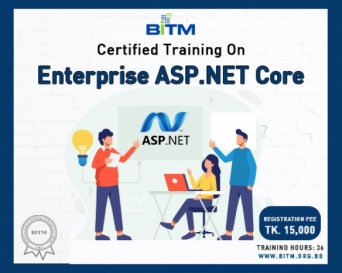 BITM
Certified Training On
Enterprise ASP.NET Core
ASP.NET
BITM
REGISTRATION FEE:
TK. 15,000
TRAINING HOURS: 36
WWW.BITM.ORG.BD